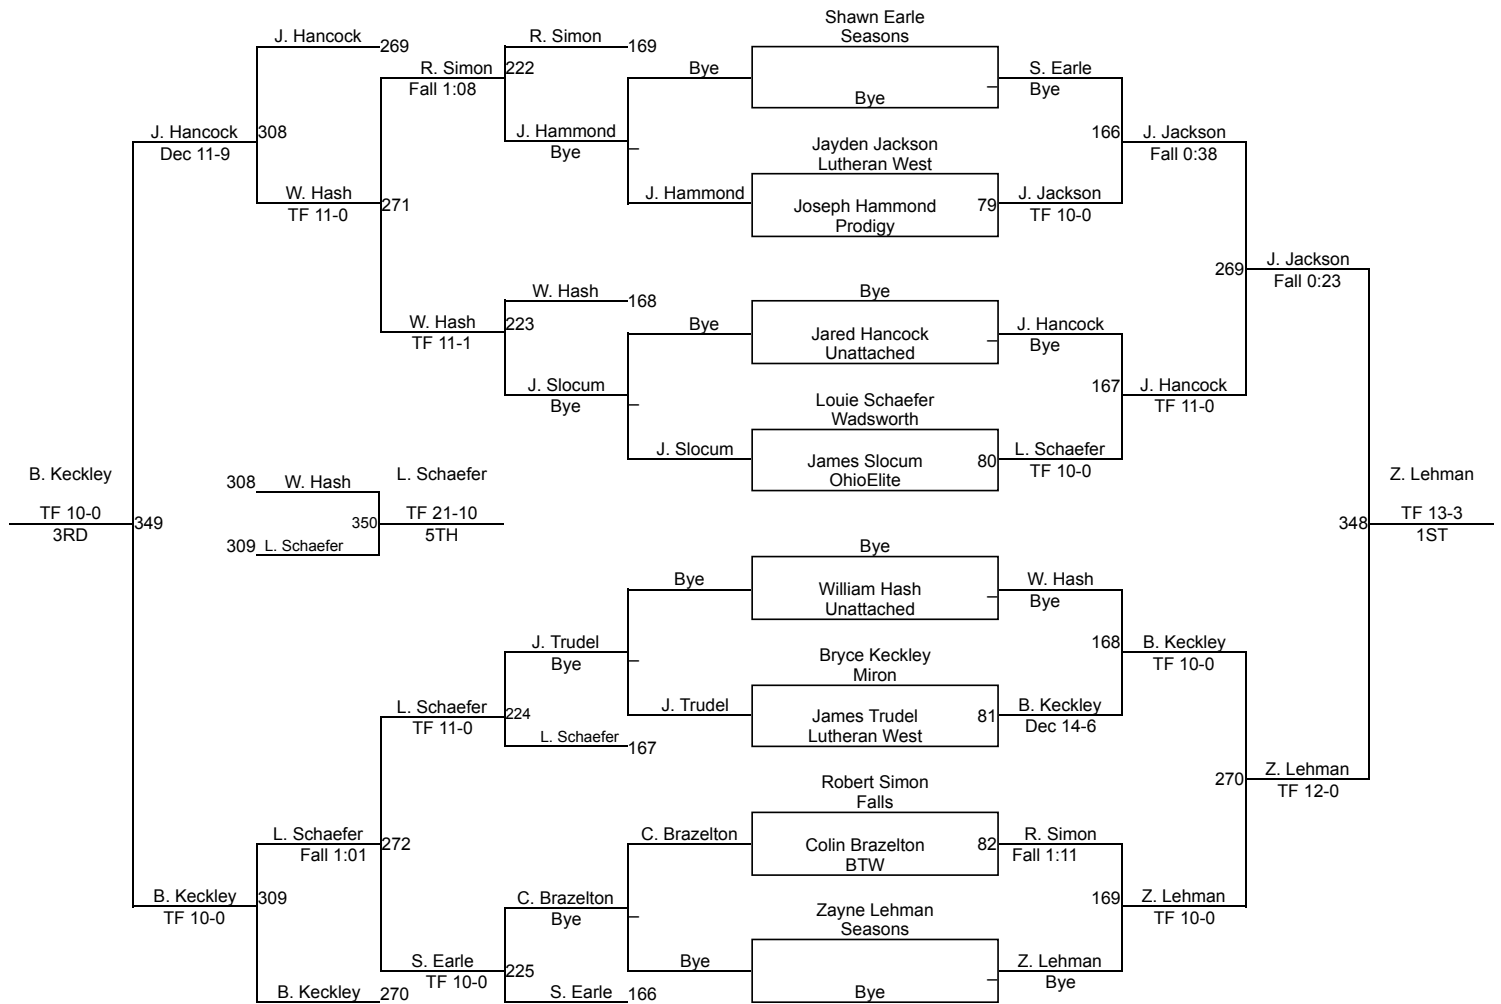 Shawn Earle
Seasons
J. Hancock 269
R. Simon 169
R. Simon 222
Bye
S. Earle
Fall 1:08
Bye
Bye
J. Hancock 308
J. Hammond
166 J. Jackson
Dec 11-9
Bye
Jayden Jackson
Fall 0:38
Lutheran West
W. Hash
J. Hammond
Joseph Hammond 79
J. Jackson
TF 11-0
271
Prodigy
TF 10-0
269 J. Jackson
Fall 0:23
W. Hash 168
Bye
W. Hash 223
Bye
Jared Hancock
J. Hancock
TF 11-1
Unattached
Bye
J. Slocum
167 J. Hancock
Bye
Louie Schaefer
TF 11-0
Wadsworth
J. Slocum
James Slocum 80
L. Schaefer
OhioElite
TF 10-0
B. Keckley
308 W. Hash
L. Schaefer
Z. Lehman
TF 10-0 349
350 TF 21-10
348 TF 13-3
3RD
5TH
1ST
309 L. Schaefer
Bye
Bye
William Hash
W. Hash
Unattached
Bye
J. Trudel
168 B. Keckley
Bye
Bryce Keckley
TF 10-0
Miron
L. Schaefer 224
J. Trudel
James Trudel 81
B. Keckley
TF 11-0
Lutheran West
Dec 14-6
L. Schaefer 167
270 Z. Lehman
Robert Simon
TF 12-0
Falls
L. Schaefer 272
C. Brazelton
Colin Brazelton 82
R. Simon
Fall 1:01
BTW
Fall 1:11
B. Keckley 309
C. Brazelton
169 Z. Lehman
TF 10-0
Bye
Zayne Lehman
TF 10-0
Seasons
S. Earle 225
Bye
Z. Lehman
TF 10-0
Bye
B. Keckley 270
S. Earle 166
Bye